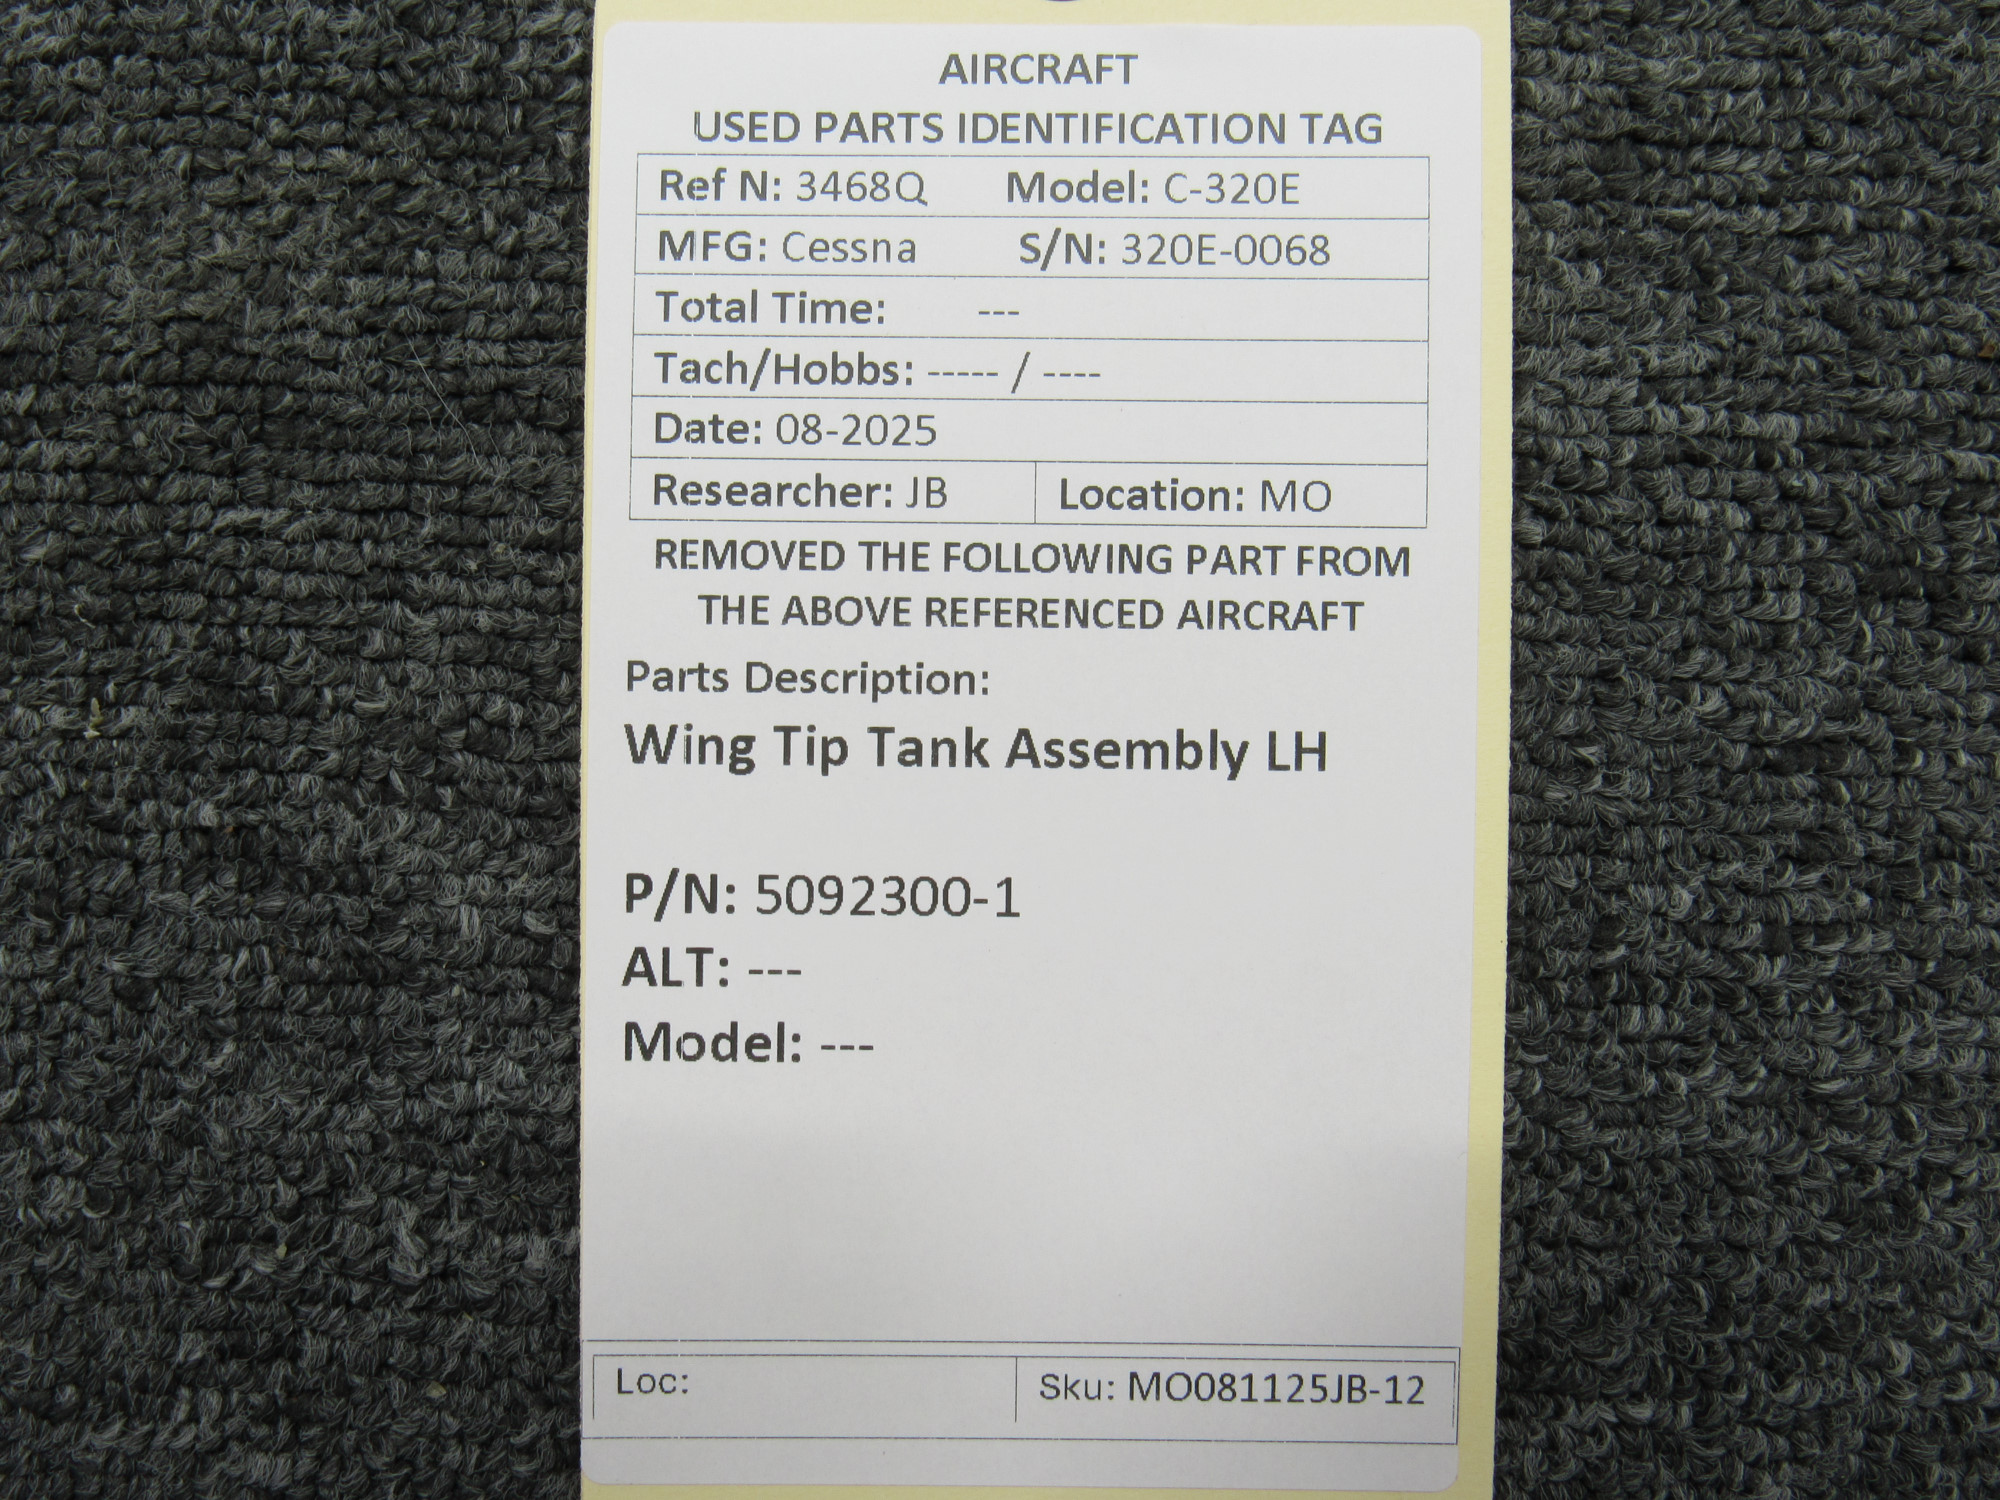 AIRCRAFT
USED PARTS IDENTIFICATION TAG
Ref N: 3468Q Model: C-320E
MFG: Cessna S/N: 320E-0068
Total Time: ---
Tach/Hobbs: ----- / ----
Date: 08-2025
Researcher: JB Location: MO
REMOVED THE FOLLOWING PART FROM
THE ABOVE REFERENCED AIRCRAFT
Parts Description:
Wing Tip Tank Assembly LH
P/N: 5092300-1
ALT: ---
Model: ---
Loc: Sku: MO081125JB-12